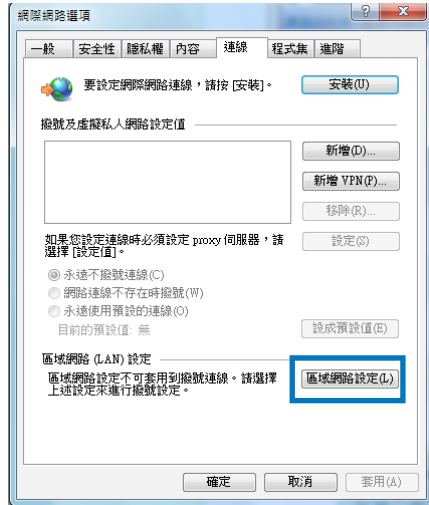 網際網路選項
一般 安全性 隱私權 內容 連線 程式集 進階
要設定網際網路連線，請按 [安裝]。 安裝(U)
撥號及虛擬私人網路設定值
新增(D)...
新增 VPN(P)...
移除(R)...
如果您設定連線時必須設定 proxy 伺服器，請 設定(S)
選擇 [設定值]。
永遠不撥號連線(C)
網路連線不存在時撥號(W)
永遠使用預設的連線(O)
目前的預設值: 無 設成預設值(E)
區域網路 (LAN) 設定
區域網路設定不可套用到撥號連線。請選擇 區域網路設定(L)
上述設定來進行撥號設定。
確定 取消 套用(A)